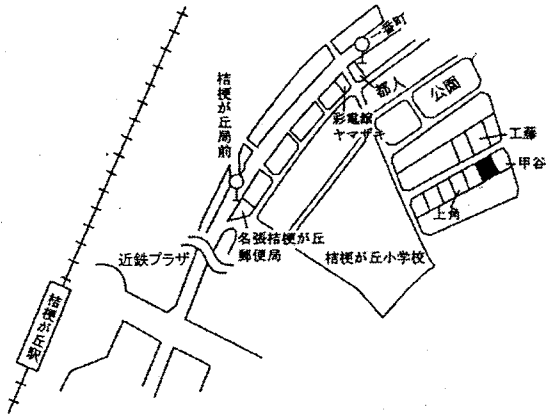 一番町
桔梗が丘局前
都人
彩電館
ヤマザキ
公園
工藤
甲谷
上角
名張桔梗が丘
郵便局
桔梗が丘小学校
近鉄プラザ
桔梗が丘駅